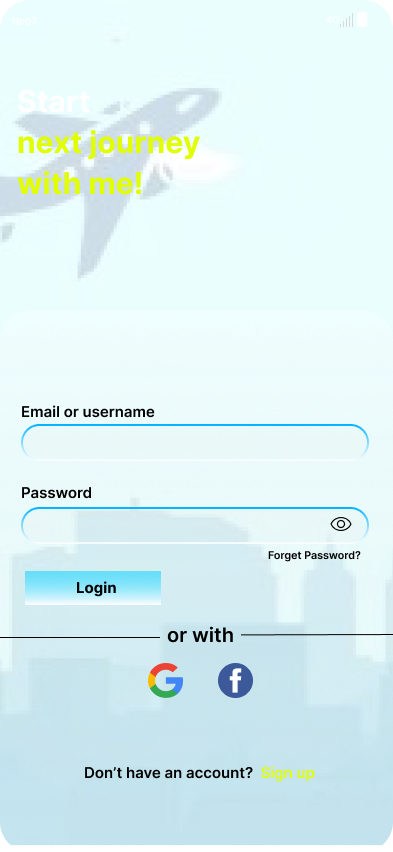 Start
next journey
with me!
Email or username
Password
Forget Password?
Login
or with
Don’t have an account? Sign up